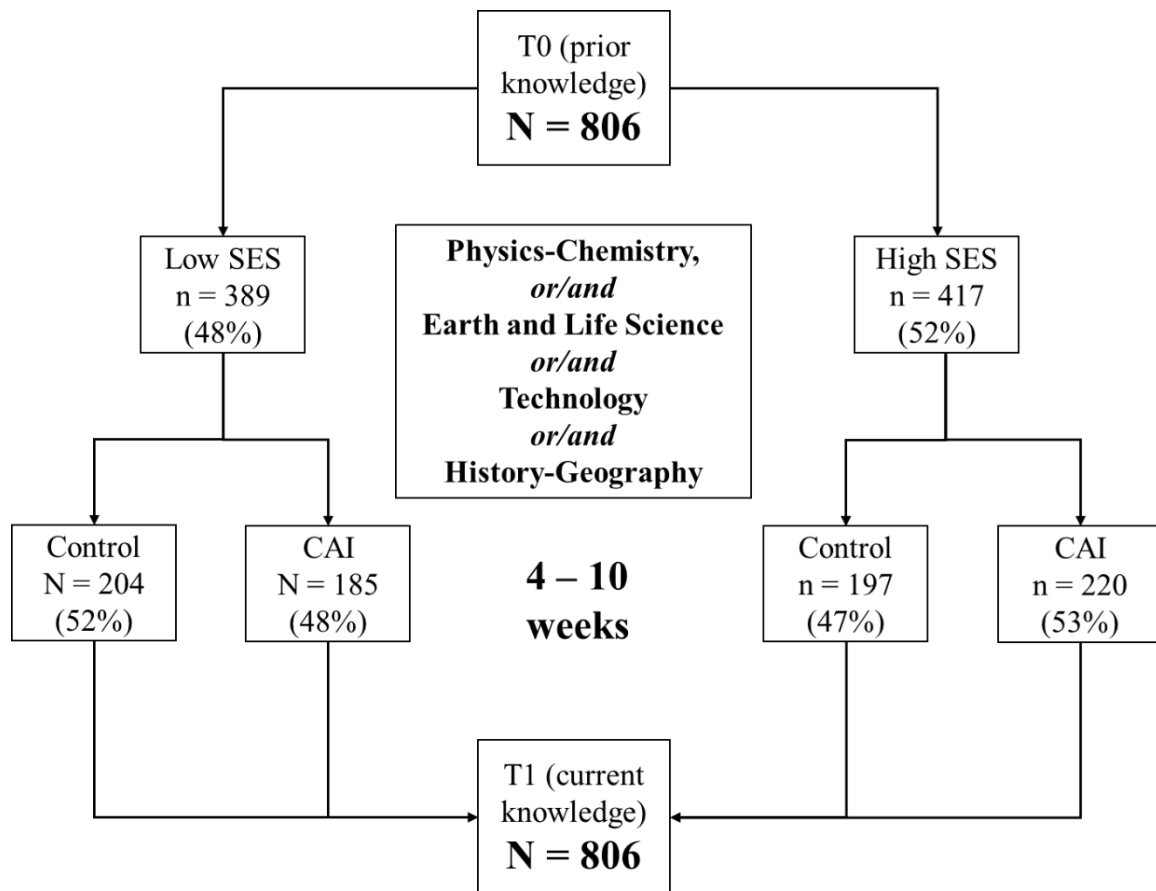 T0 (prior
knowledge)
N = 806
Low SES
n = 389
(48%)
Physics-Chemistry,
or/and
Earth and Life Science
or/and
Technology
or/and
History-Geography
High SES
n = 417
(52%)
Control
N = 204
(52%)
CAI
N = 185
(48%)
4 – 10
weeks
Control
n = 197
(47%)
CAI
n = 220
(53%)
T1 (current
knowledge)
N = 806